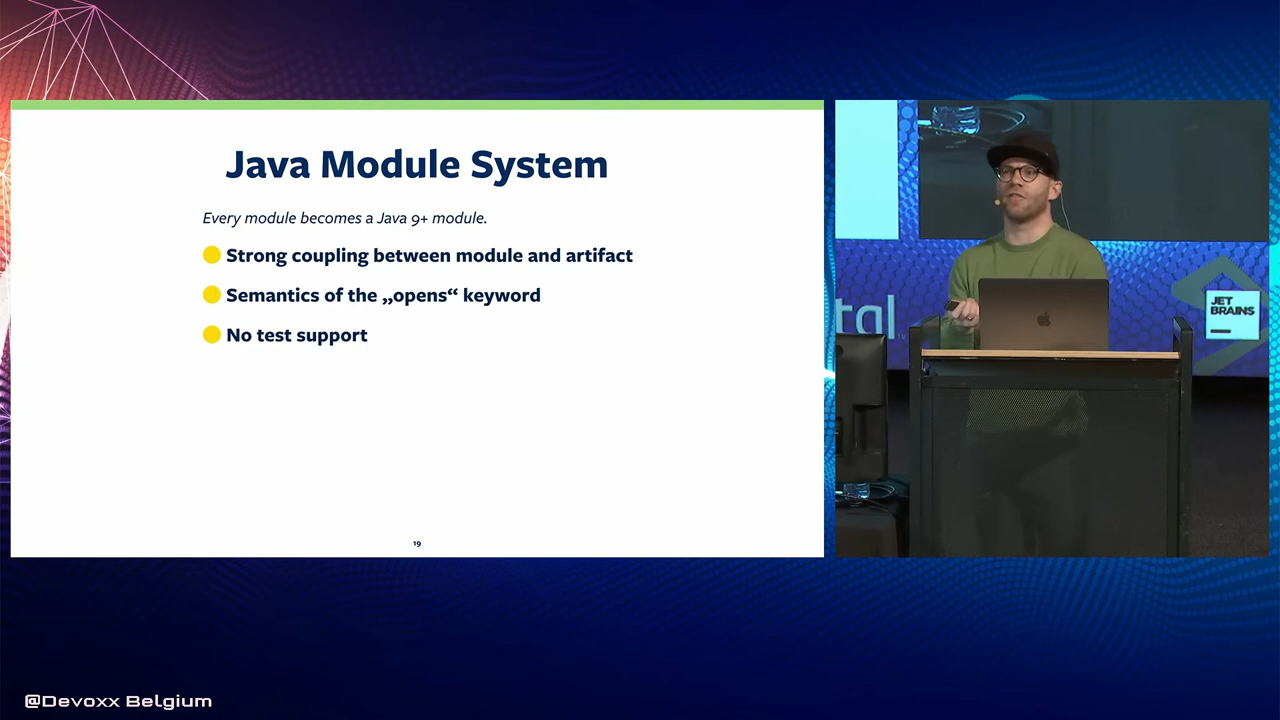 Java Module System
Every module becomes a Java 9+ module.
Strong coupling between module and artifact
Semantics of the „opens“ keyword
No test support
19
tal
JET
BRAINS
@Devoxx Belgium